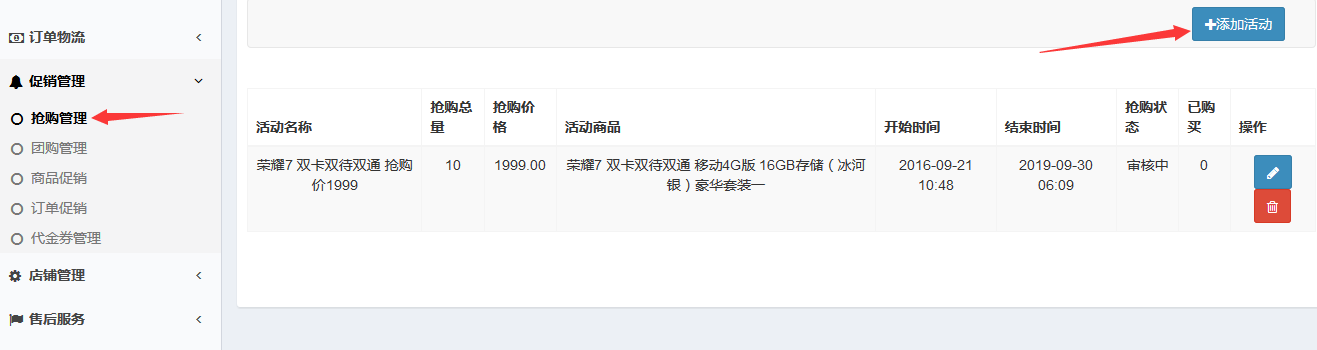 添加活动
订单物流
促销管理
抢购管理
团购管理
商品促销
订单促销
代金券管理
店铺管理
售后服务
活动名称
抢购总
量
抢购价
格
活动商品
开始时间
结束时间
抢购状
态
已购
买
操作
荣耀7 双卡双待双通 抢购
价1999
10
1999.00
荣耀7 双卡双待双通 移动4G版 16GB存储（冰河
银）豪华套装一
2016-09-21
10:48
2019-09-30
06:09
审核中
0